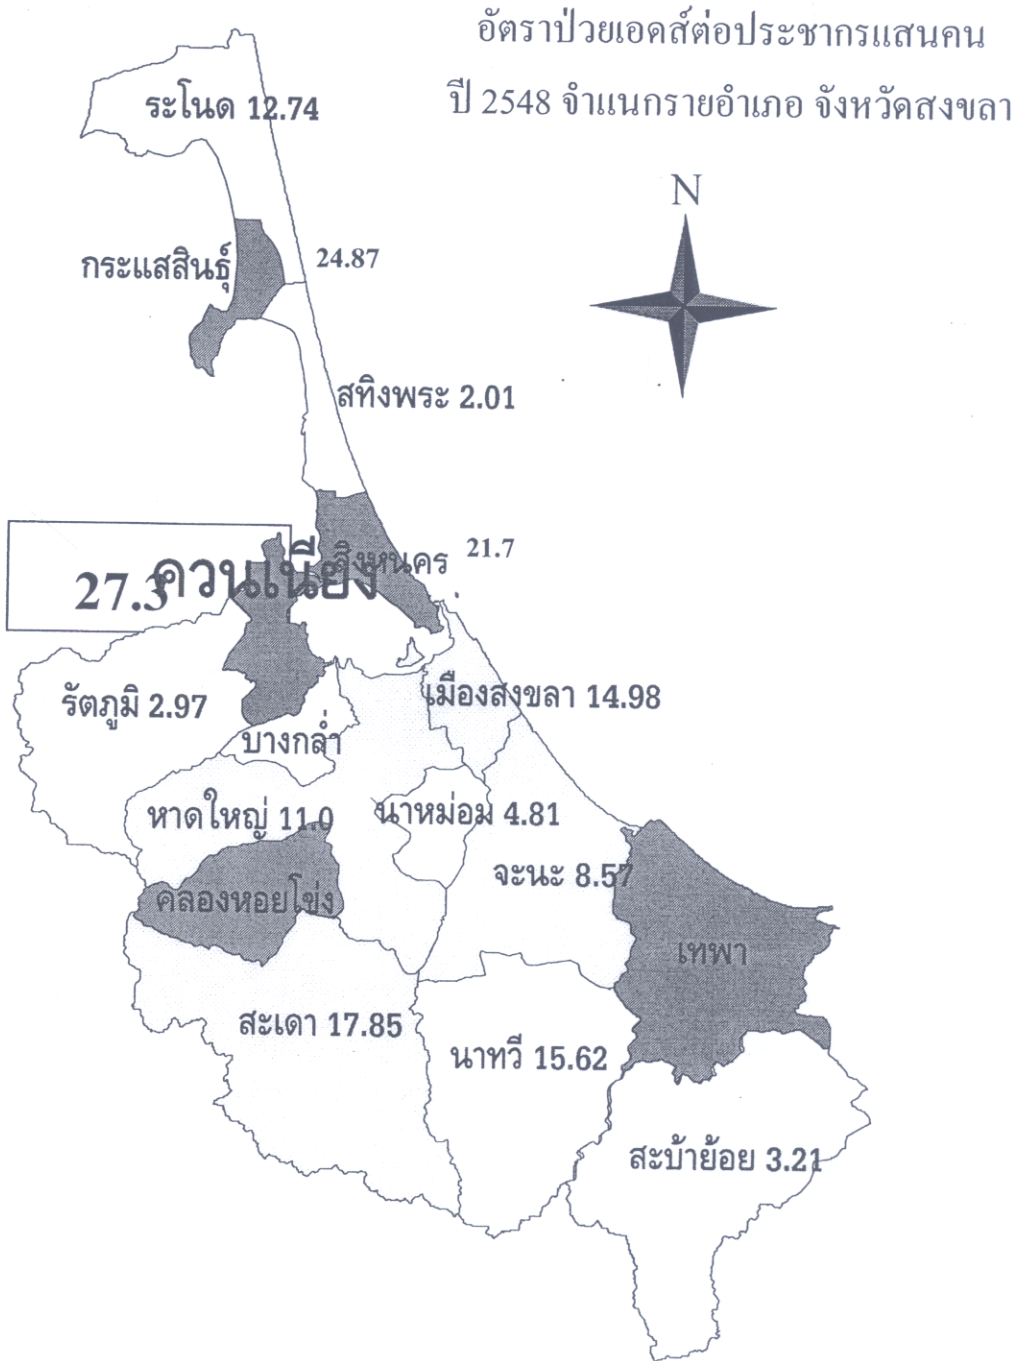 อัตราป่วยเอดส์ต่อประชากรแสนคน
ปี 2548 จำแนกรายอำเภอ จังหวัดสงขลา
ระโนด 12.74
N
กระแสสินธุ์
24.87
สทิงพระ 2.01
21.7
ควนเนียง
27.3
รัตภูมิ 2.97
เมืองสงขลา 14.98
บางกล่ำ
หาดใหญ่ 11.0
นาหม่อม 4.81
จะนะ 8.57
คลองหอยโข่ง
เทพา
สะเดา 17.85
นาทวี 15.62
สะบ้าย้อย 3.21